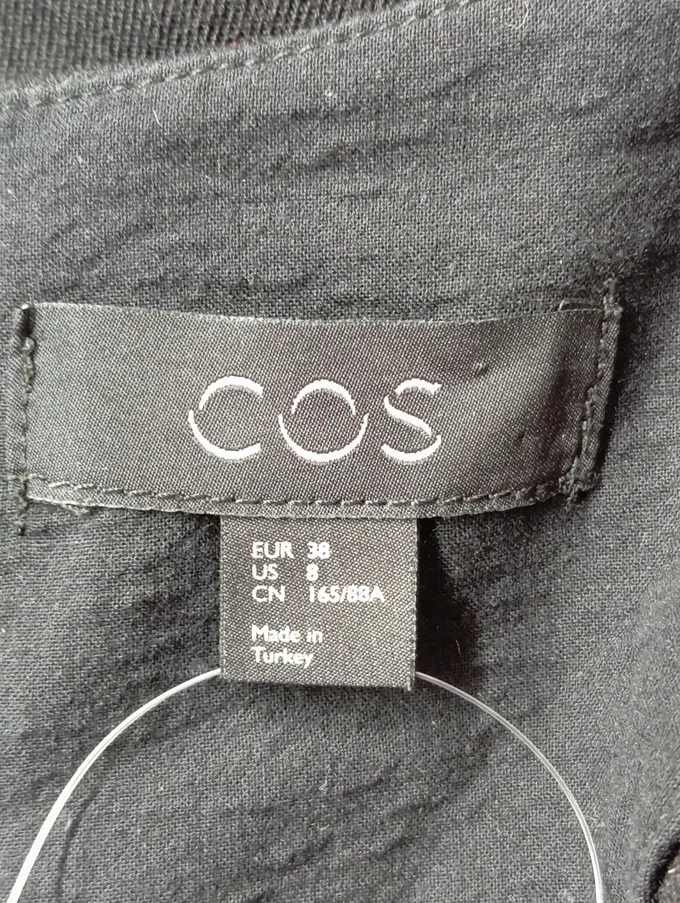 COS
EUR 38
US 8
CN 165/88A
Made in
Turkey